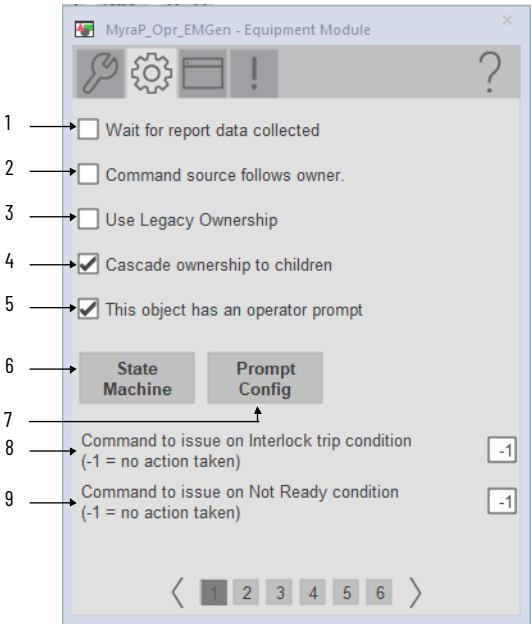 MyraP_Opr_EMGen - Equipment Module
?
1 Wait for report data collected
2 Command source follows owner.
3 Use Legacy Ownership
4 Cascade ownership to children
5 This object has an operator prompt
6 State Machine
Prompt Config
7
8 Command to issue on Interlock trip condition
(-1 = no action taken) -1
9 Command to issue on Not Ready condition
(-1 = no action taken) -1
1 2 3 4 5 6